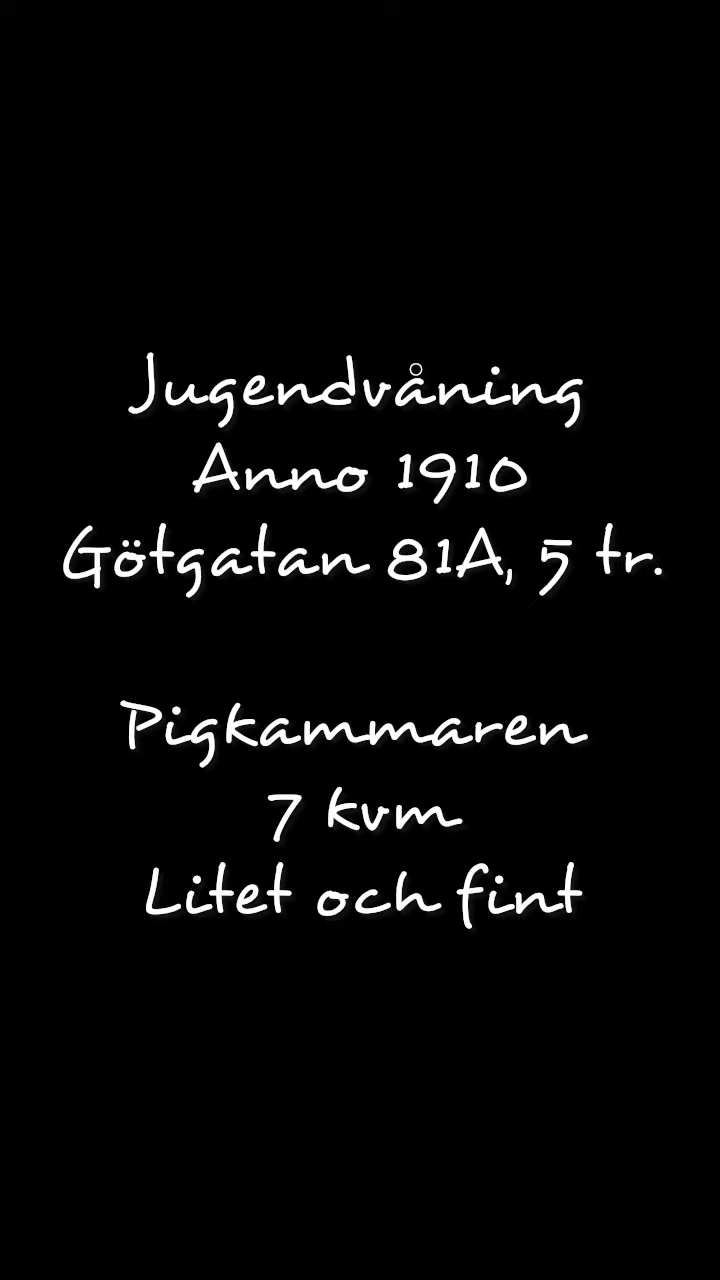 Jugendvåning
Anno 1910
Götgatan 81A, 5 tr.
Pigkammaren
7 kvm
Litet och fint